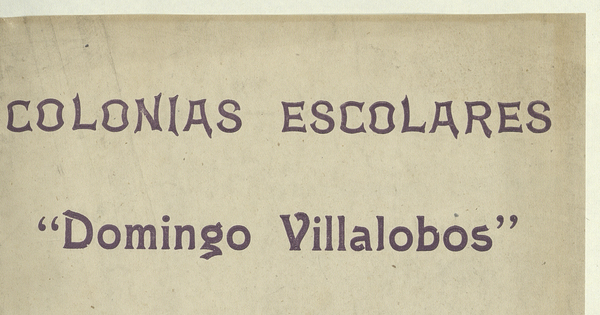 COLONIAS ESCOLARES
“Domingo Villalobos”